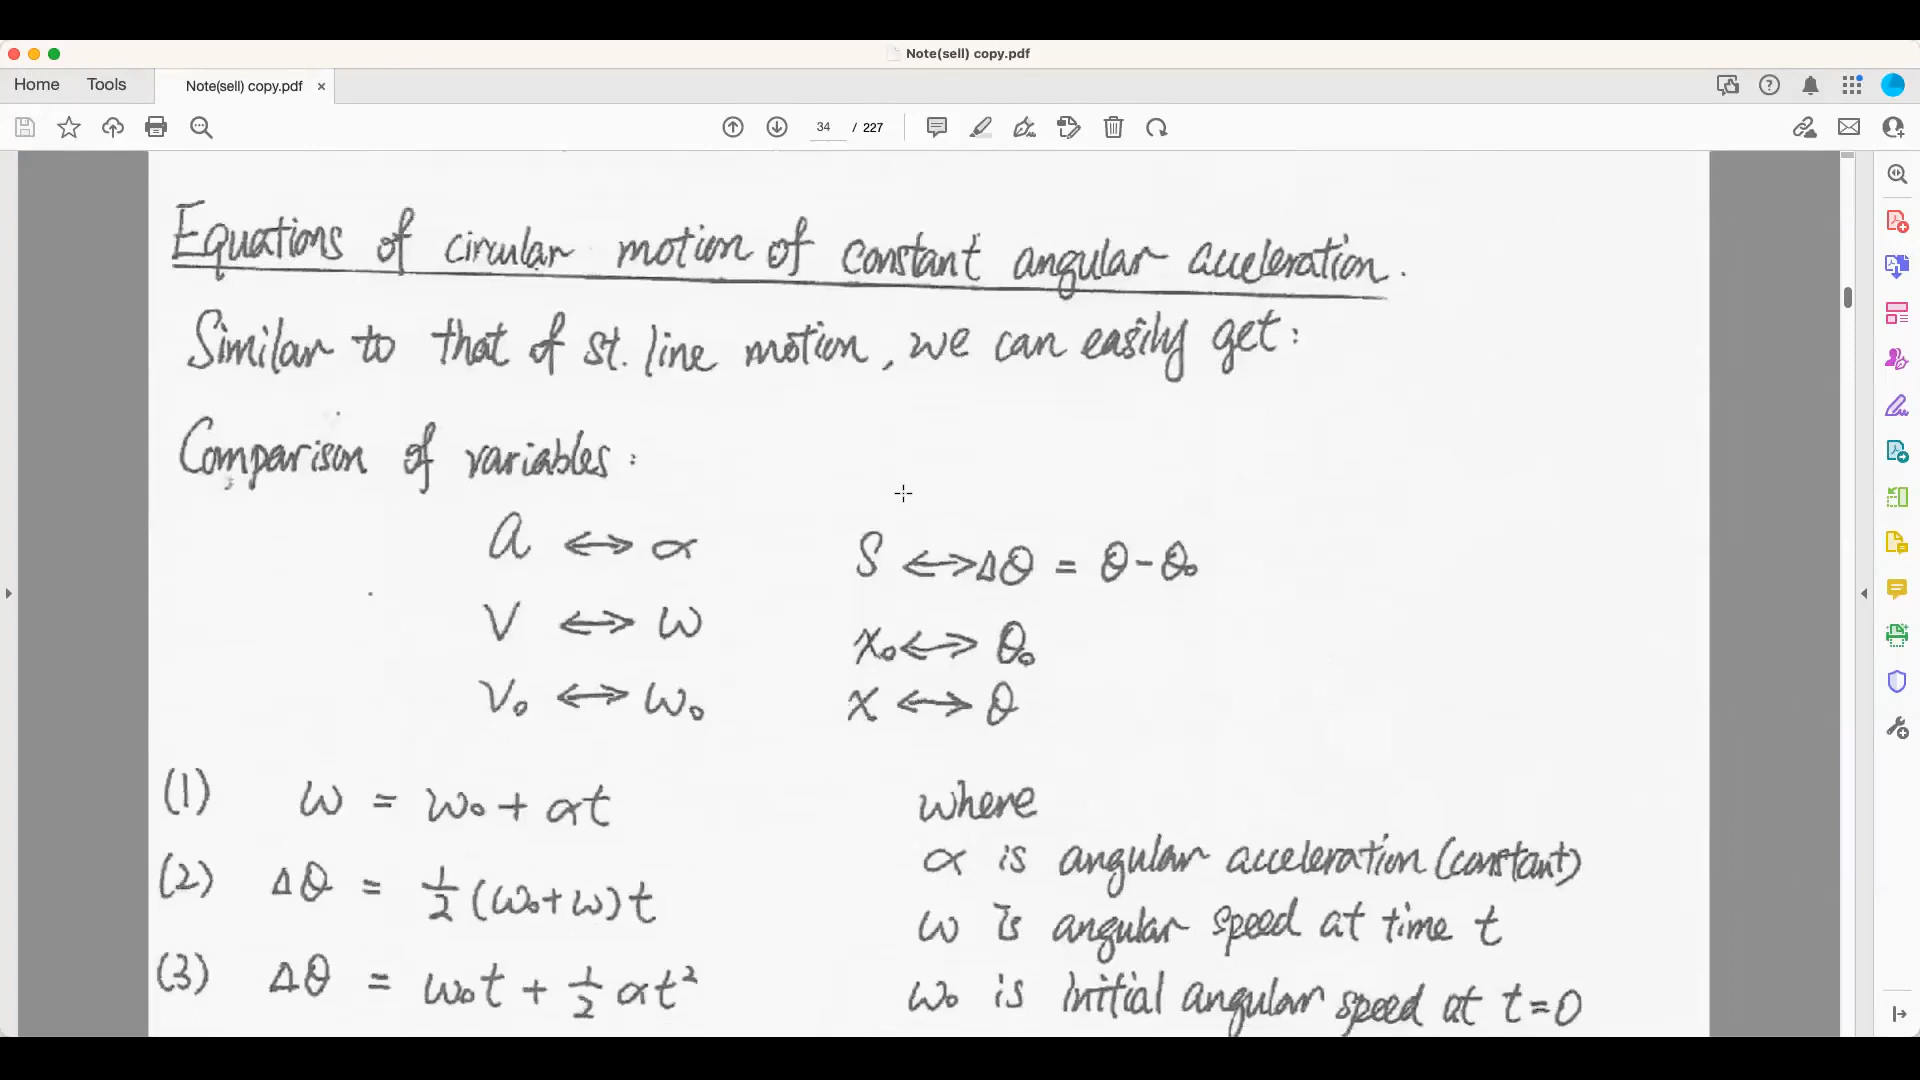 Note(sell) copy.pdf
Home Tools Note(sell) copy.pdf ×
34 / 227
Equations of circular motion of constant angular acceleration.
Similar to that of st. line motion, we can easily get:
Comparison of variables:
a ⟷ α
V ⟷ ω
V₀ ⟷ ω₀
S ⟷ Δθ = θ - θ₀
x₀ ⟷ θ₀
x ⟷ θ
(1) ω = ω₀ + αt
(2) Δθ = ½ (ω₀+ω)t
(3) Δθ = ω₀t + ½ αt²
where
α is angular acceleration (constant)
ω is angular speed at time t
ω₀ is initial angular speed at t=0